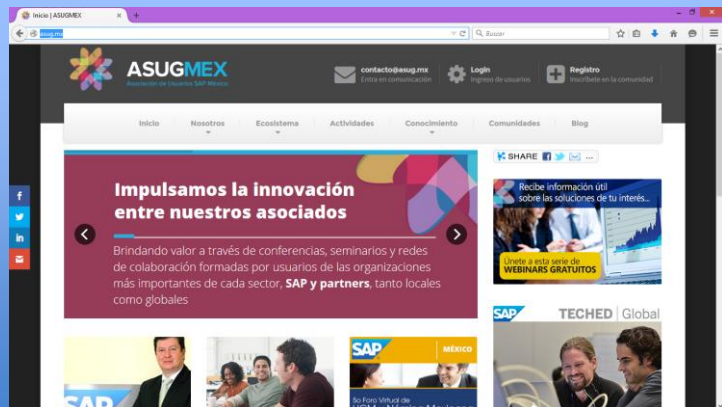 Inicio | ASUGMEX
asug.mx
Buscar
ASUGMEX
Asociación de Usuarios SAP México
contacto@asug.mx
Entra en comunicación
Login
Ingreso de usuarios
Registro
Inscríbete en la comunidad
Inicio Nosotros Ecosistema Actividades Conocimiento Comunidades Blog
SHARE
Impulsamos la innovación
entre nuestros asociados
Brindando valor a través de conferencias, seminarios y redes
de colaboración formadas por usuarios de las organizaciones
más importantes de cada sector, SAP y partners, tanto locales
como globales
Recibe información útil
sobre las soluciones de tu interés...
Únete a esta serie de
WEBINARS GRATUITOS
SAP TECHED Global
SAP
SAP MÉXICO
5o Foro Virtual de